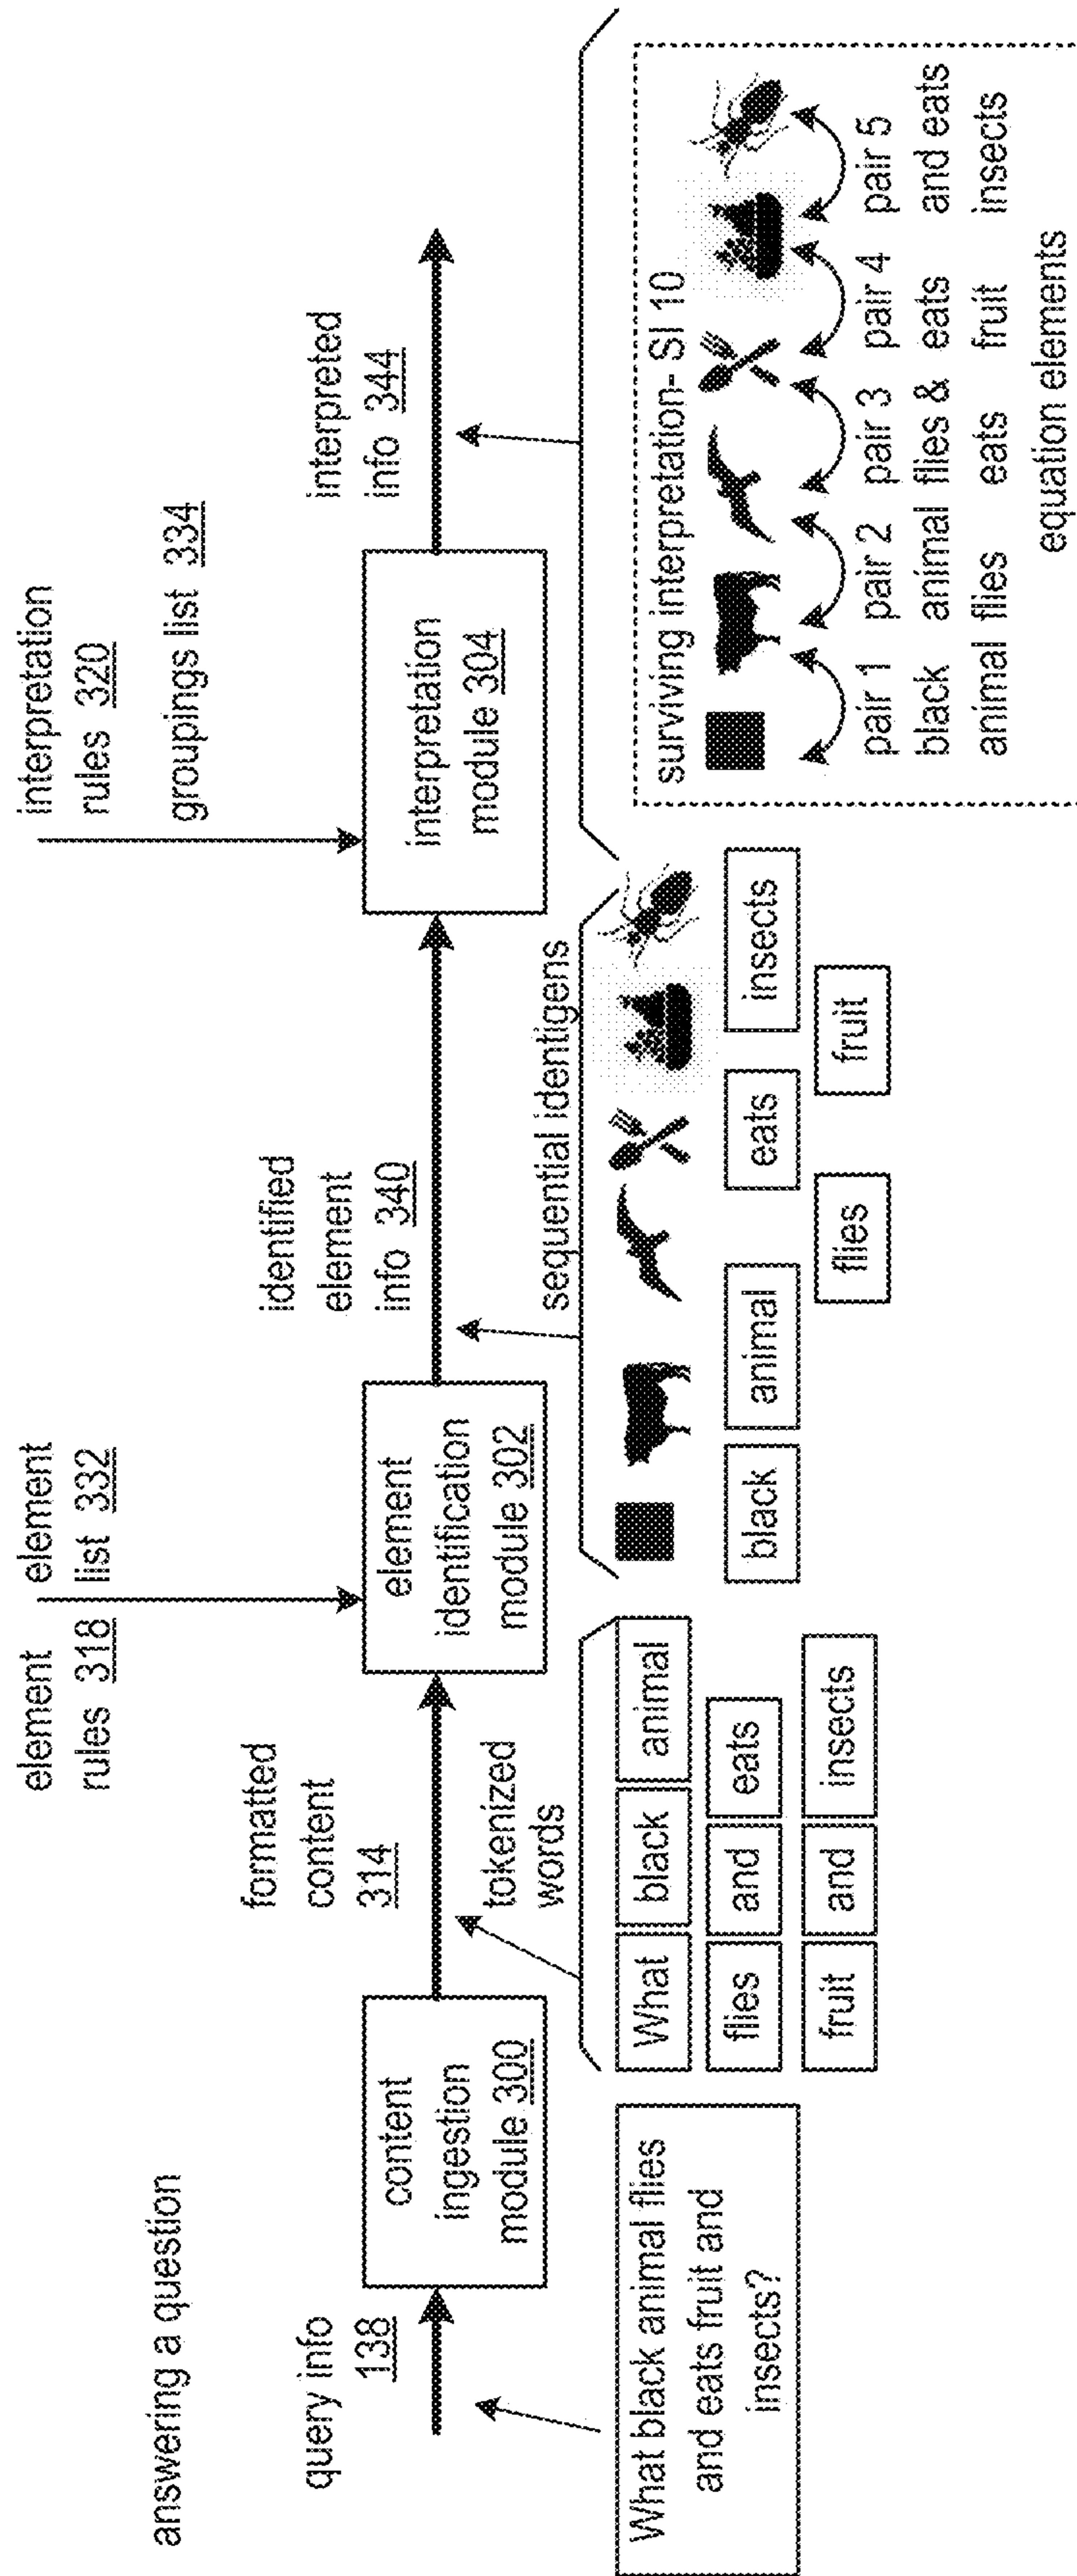 answering a question
query info
138
content
ingestion
module 300
What black animal flies
and eats fruit and
insects?
formatted
content
314
tokenized
words
What black animal
flies and eats
fruit and insects
element
rules 318
element
list 332
element
identification
module 302
identified
element
info 340
sequential identigens
black animal eats insects
flies fruit
interpretation
rules 320
groupings list 334
interpretation
module 304
interpreted
info 344
surviving interpretation- SI 10
pair 1 pair 2 pair 3 pair 4 pair 5
black animal flies & eats and eats
animal flies eats fruit insects
equation elements